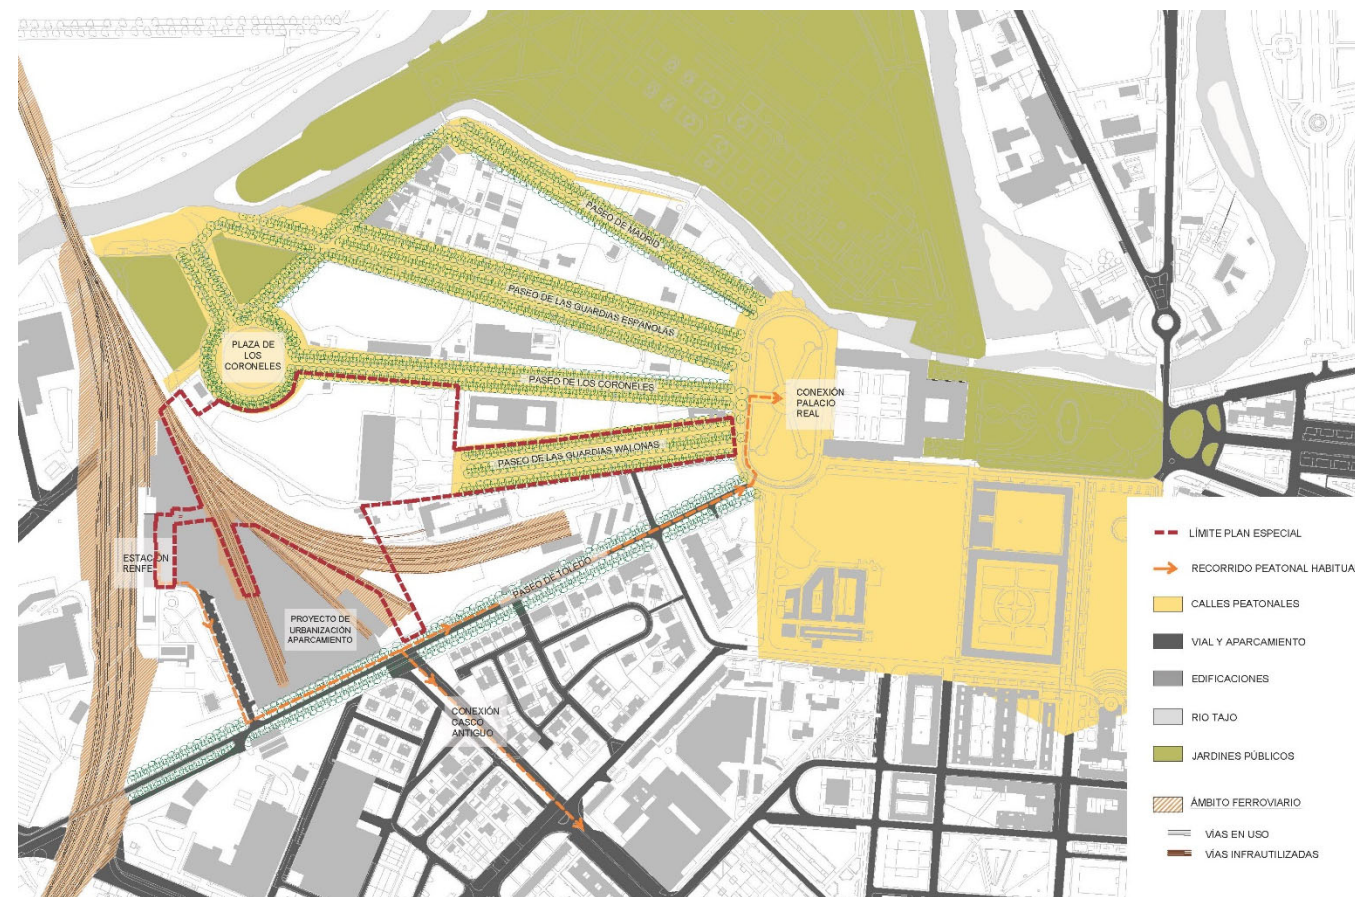 PASEO DE MADRID
PASEO DE LAS GUARDIAS ESPAÑOLAS
PLAZA DE
LOS
CORONELES
PASEO DE LOS CORONELES
CONEXIÓN
PALACIO
REAL
PASEO DE LAS GUARDIAS WALONAS
ESTACIÓN
RENFE
PASEO DE TOLEDO
PROYECTO DE
URBANIZACIÓN
APARCAMIENTO
CONEXIÓN
CASCO
ANTIGUO
LÍMITE PLAN ESPECIAL
RECORRIDO PEATONAL HABITUA
CALLES PEATONALES
VIAL Y APARCAMIENTO
EDIFICACIONES
RIO TAJO
JARDINES PÚBLICOS
ÁMBITO FERROVIARIO
VÍAS EN USO
VÍAS INFRAUTILIZADAS